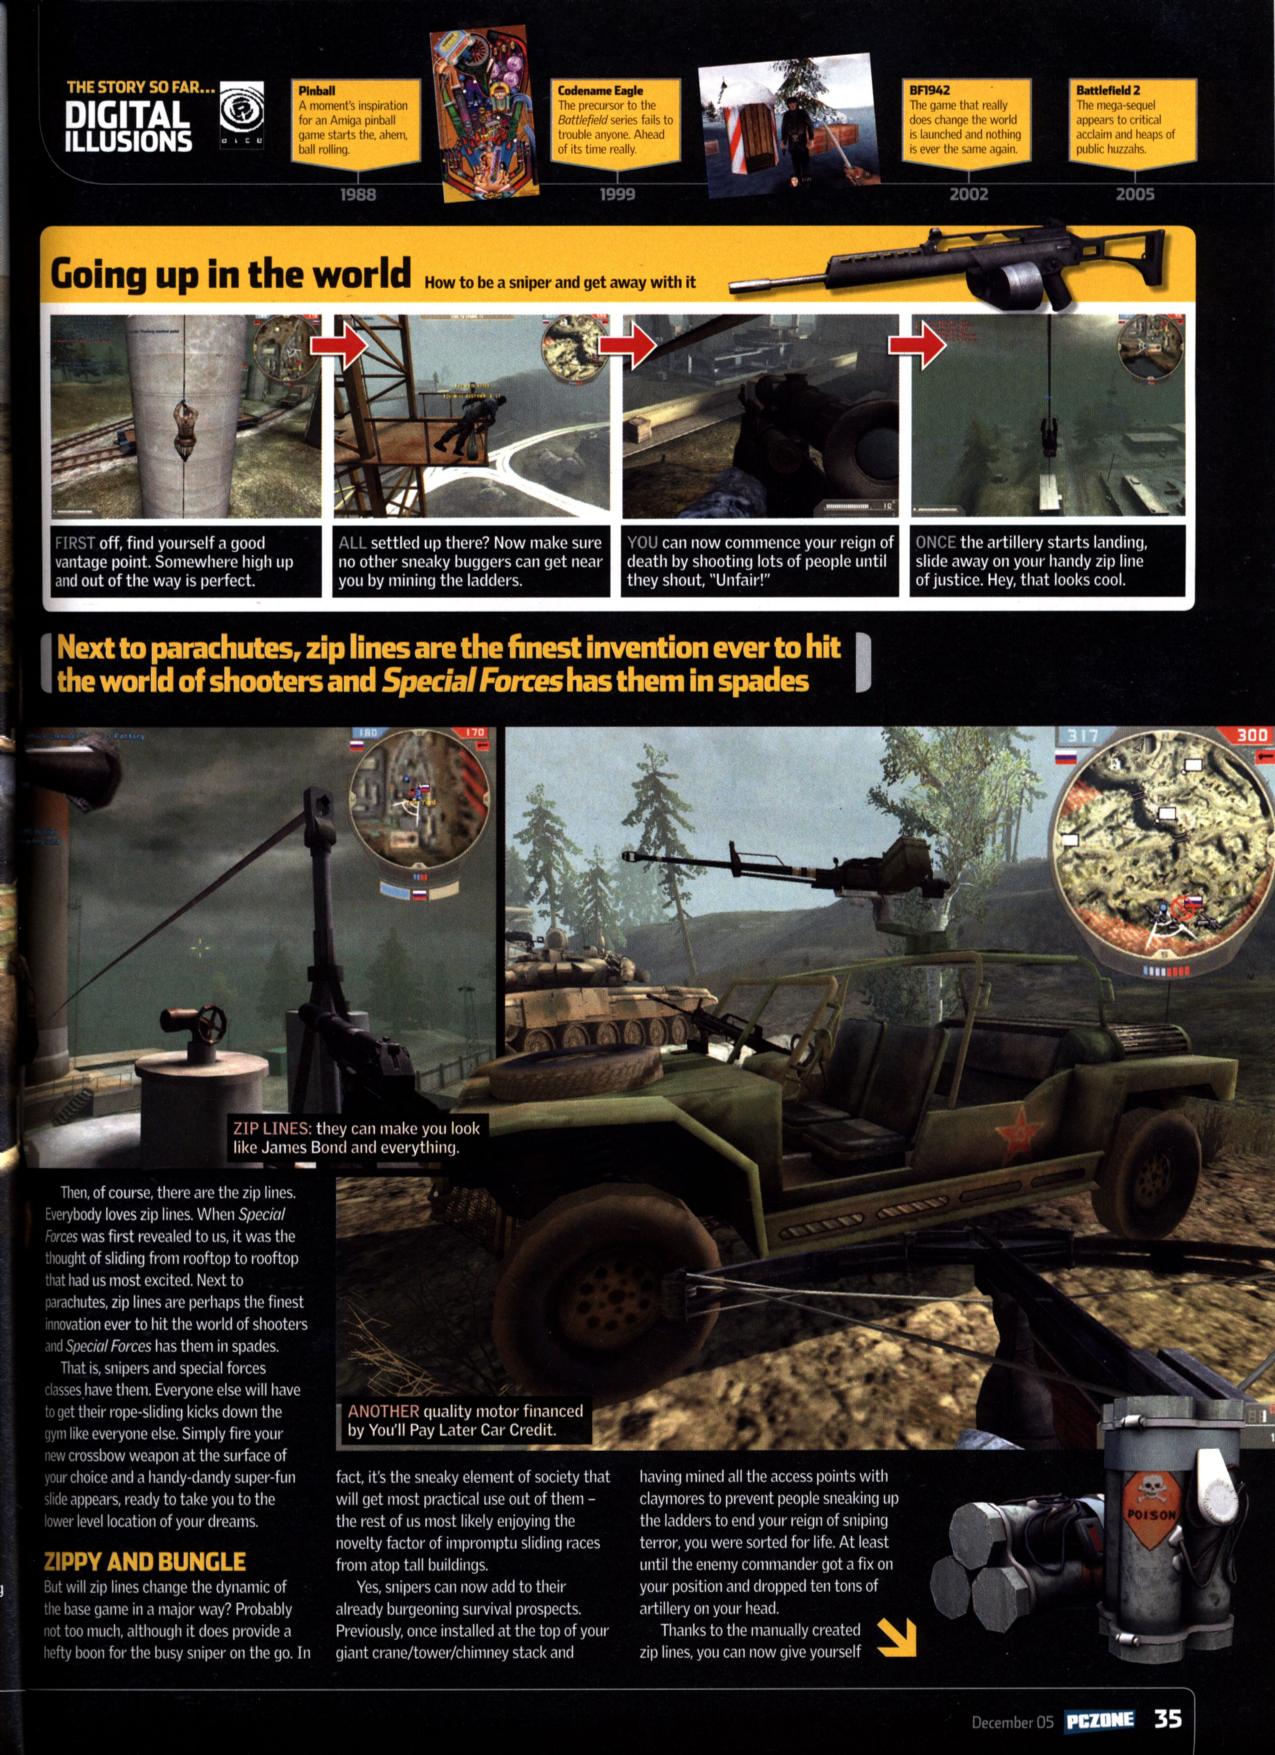 THE STORY SO FAR...
DIGITAL
ILLUSIONS
DICE
Pinball
A moment's inspiration
for an Amiga pinball
game starts the, ahem,
ball rolling.
1988
Codename Eagle
The precursor to the
Battlefield series fails to
trouble anyone. Ahead
of its time really.
1999
BF1942
The game that really
does change the world
is launched and nothing
is ever the same again.
2002
Battlefield 2
The mega-sequel
appears to critical
acclaim and heaps of
public huzzahs.
2005
Going up in the world
How to be a sniper and get away with it
FIRST off, find yourself a good
vantage point. Somewhere high up
and out of the way is perfect.
ALL settled up there? Now make sure
no other sneaky buggers can get near
you by mining the ladders.
YOU can now commence your reign of
death by shooting lots of people until
they shout, "Unfair!"
ONCE the artillery starts landing,
slide away on your handy zip line
of justice. Hey, that looks cool.
Next to parachutes, zip lines are the finest invention ever to hit
the world of shooters and Special Forces has them in spades
180
170
317
300
ZIP LINES: they can make you look
like James Bond and everything.
ANOTHER quality motor financed
by You'll Pay Later Car Credit.
Then, of course, there are the zip lines.
Everybody loves zip lines. When Special
Forces was first revealed to us, it was the
thought of sliding from rooftop to rooftop
that had us most excited. Next to
parachutes, zip lines are perhaps the finest
innovation ever to hit the world of shooters
and Special Forces has them in spades.
That is, snipers and special forces
classes have them. Everyone else will have
to get their rope-sliding kicks down the
gym like everyone else. Simply fire your
new crossbow weapon at the surface of
your choice and a handy-dandy super-fun
slide appears, ready to take you to the
lower level location of your dreams.
ZIPPY AND BUNGLE
But will zip lines change the dynamic of
the base game in a major way? Probably
not too much, although it does provide a
hefty boon for the busy sniper on the go. In
fact, it's the sneaky element of society that
will get most practical use out of them –
the rest of us most likely enjoying the
novelty factor of impromptu sliding races
from atop tall buildings.
Yes, snipers can now add to their
already burgeoning survival prospects.
Previously, once installed at the top of your
giant crane/tower/chimney stack and
having mined all the access points with
claymores to prevent people sneaking up
the ladders to end your reign of sniping
terror, you were sorted for life. At least
until the enemy commander got a fix on
your position and dropped ten tons of
artillery on your head.
Thanks to the manually created
zip lines, you can now give yourself
POISON
December 05 PCZONE 35